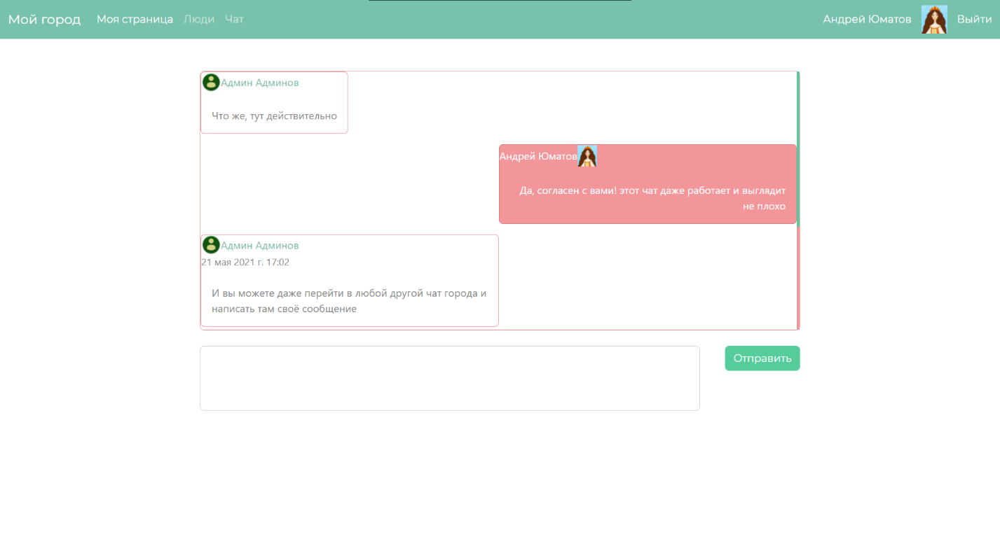 Мой город Моя страница Люди Чат Андрей Юматов Выйти
Админ Админов
Что же, тут действительно
Андрей Юматов
Да, согласен с вами! этот чат даже работает и выглядит
не плохо
Админ Админов
21 мая 2021 г. 17:02
И вы можете даже перейти в любой другой чат города и
написать там своё сообщение
Отправить